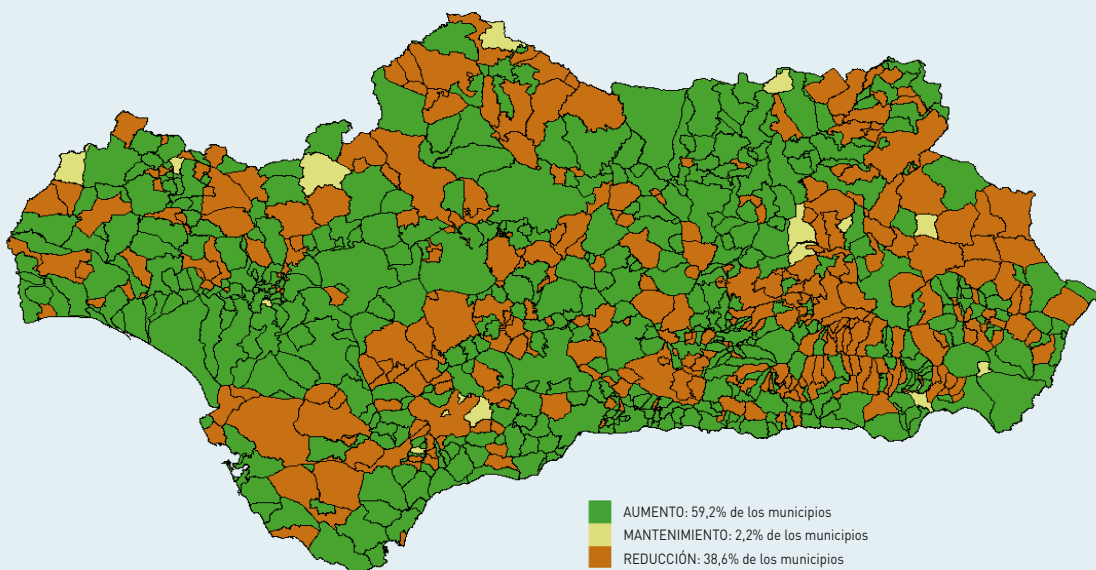 AUMENTO: 59,2% de los municipios
MANTENIMIENTO: 2,2% de los municipios
REDUCCIÓN: 38,6% de los municipios